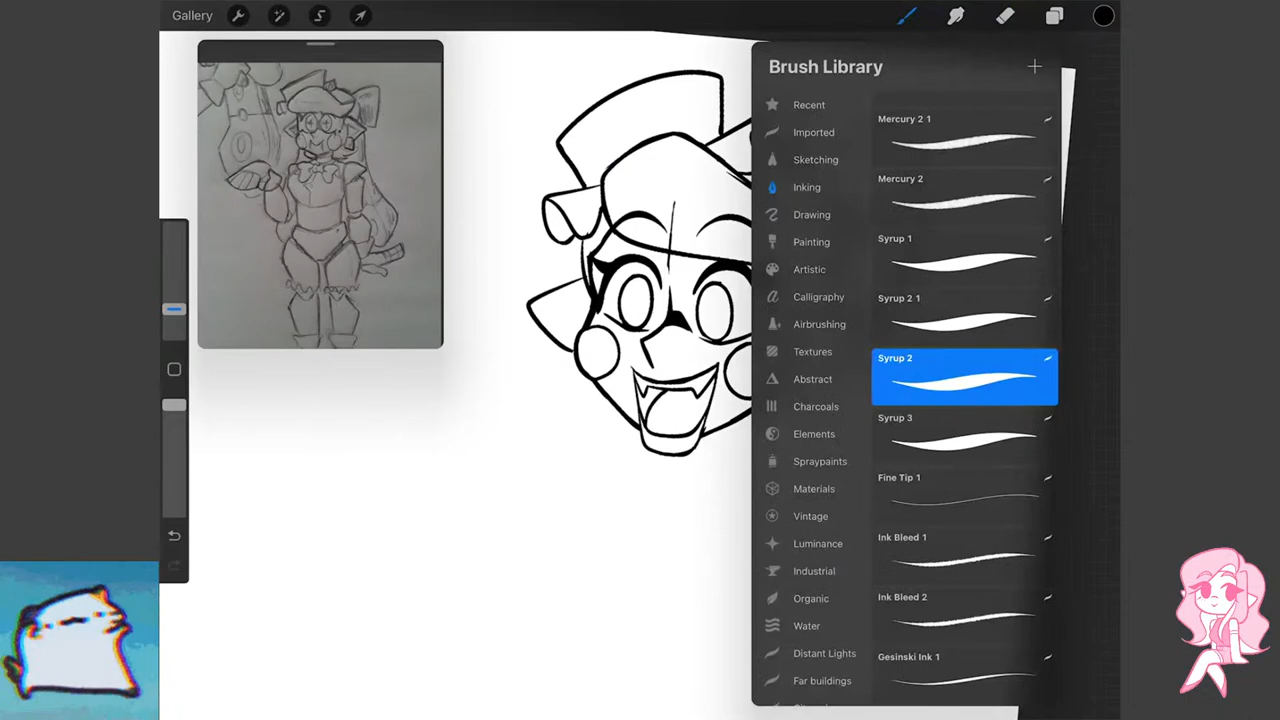 Gallery
Brush Library
Recent
Imported
Sketching
Inking
Drawing
Painting
Artistic
Calligraphy
Airbrushing
Textures
Abstract
Charcoals
Elements
Spraypaints
Materials
Vintage
Luminance
Industrial
Organic
Water
Distant Lights
Far buildings
Mercury 2 1
Mercury 2
Syrup 1
Syrup 2 1
Syrup 2
Syrup 3
Fine Tip 1
Ink Bleed 1
Ink Bleed 2
Gesinski Ink 1